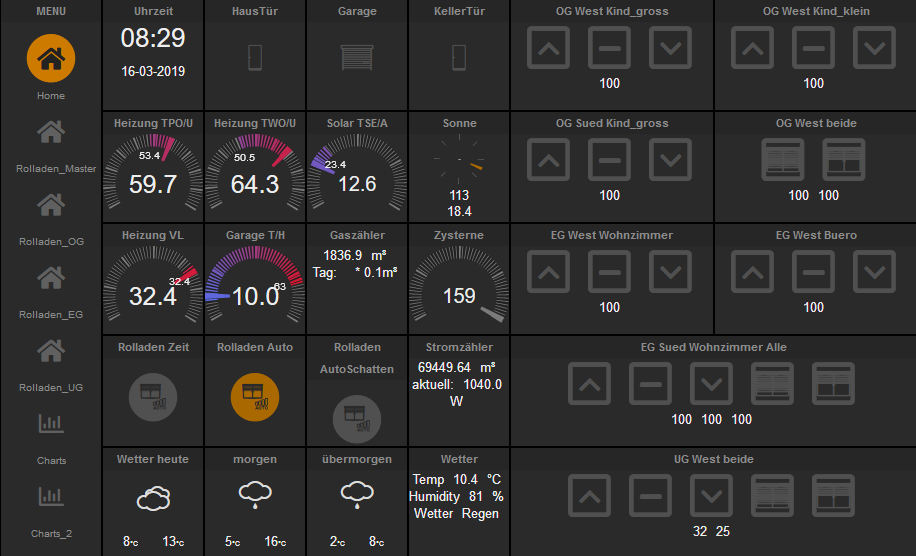 MENU
Home
Rolladen_Master
Rolladen_OG
Rolladen_EG
Rolladen_UG
Charts
Charts_2
Uhrzeit
08:29
16-03-2019
HausTür
Garage
KellerTür
OG West Kind_gross
100
OG West Kind_klein
100
Heizung TPO/U
53.4
59.7
Heizung TWO/U
50.5
64.3
Solar TSE/A
23.4
12.6
Sonne
113
18.4
OG Sued Kind_gross
100
OG West beide
100 100
Heizung VL
32.4
32.4
Garage T/H
63
10.0
Gaszähler
1836.9 m³
Tag: * 0.1m³
Zysterne
159
EG West Wohnzimmer
100
EG West Buero
100
Rolladen Zeit
Rolladen Auto
AUTO
Rolladen
AutoSchatten
Stromzähler
69449.64 m³
aktuell: 1040.0
W
EG Sued Wohnzimmer Alle
100 100 100
Wetter heute
8°C 13°C
morgen
5°C 16°C
übermorgen
2°C 8°C
Wetter
Temp 10.4 °C
Humidity 81 %
Wetter Regen
UG West beide
32 25